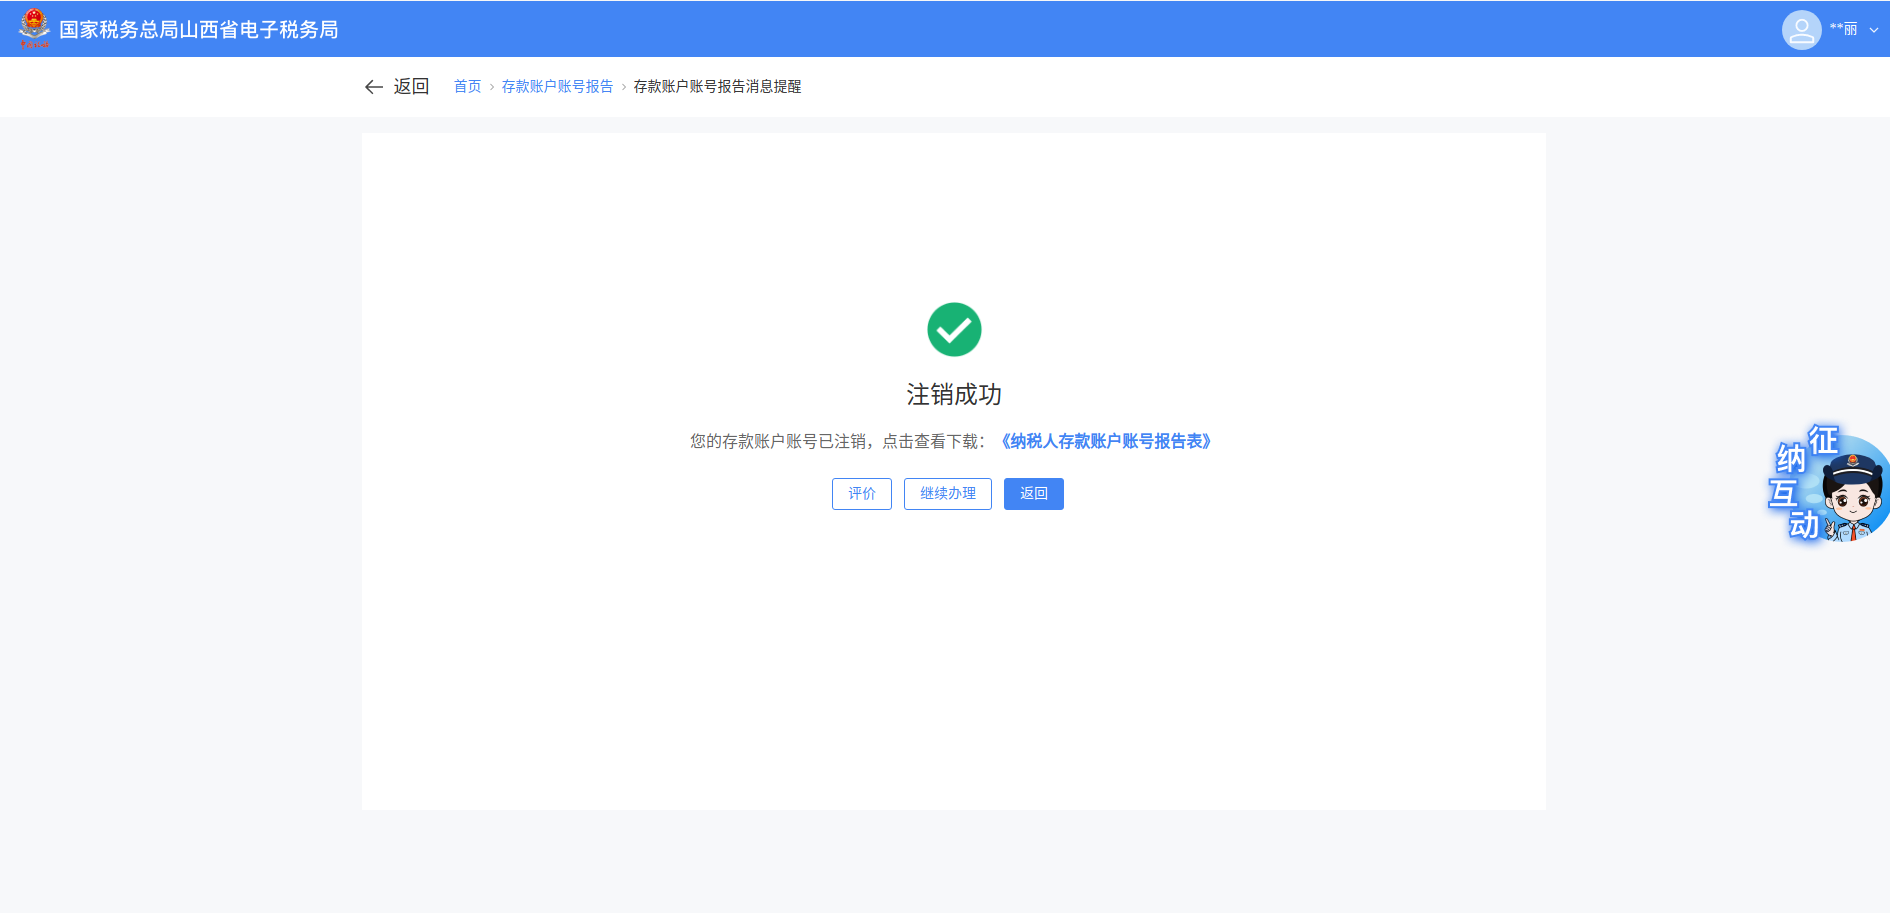 国家税务总局山西省电子税务局
**丽
返回 首页 > 存款账户账号报告 > 存款账户账号报告消息提醒
注销成功
您的存款账户账号已注销，点击查看下载：《纳税人存款账户账号报告表》
评价 继续办理 返回
征
纳
互
动